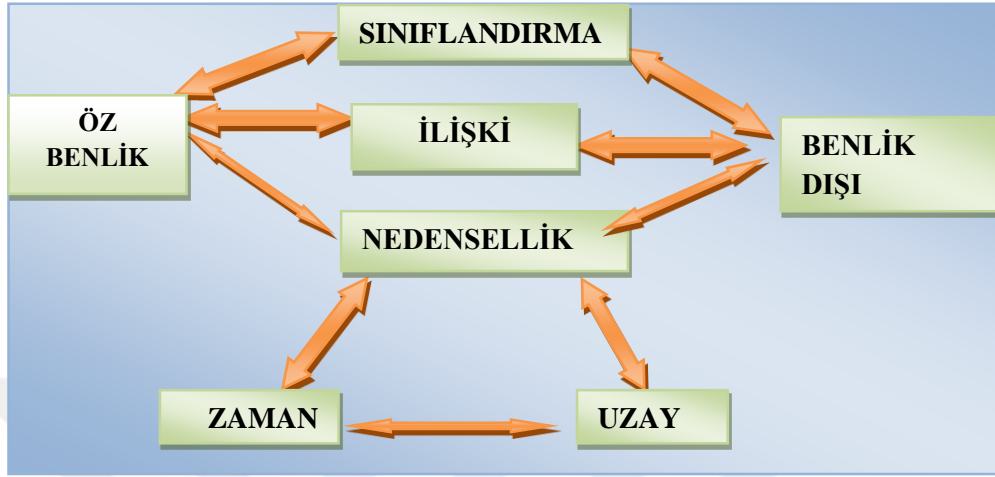 SINIFLANDIRMA
ÖZ
BENLİK
İLİŞKİ
BENLİK
DIŞI
NEDENSELLİK
ZAMAN
UZAY